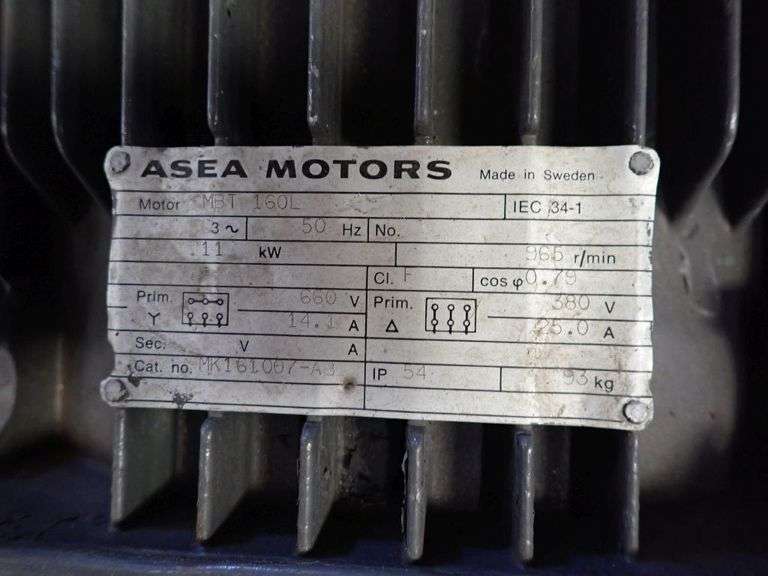 ASEA MOTORS Made in Sweden
Motor MBT 160L IEC 34-1
3~ 50 Hz No.
11 kW 965 r/min
Cl. F cos φ 0.79
Prim. 660 V Prim. 380 V
Y 14.1 A Δ 25.0 A
Sec. V A
Cat. no. MK161007-A3 IP 54 93 kg